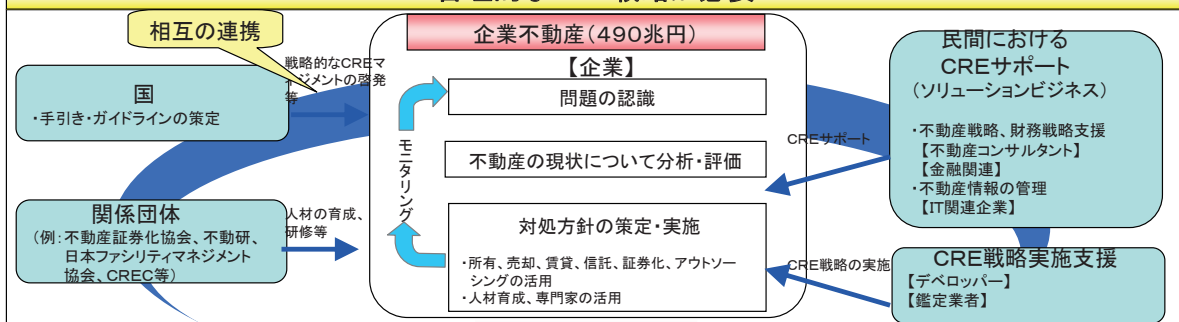 相互の連携
国
・手引き・ガイドラインの策定
戦略的なCREマ
ネジメントの啓発
等
関係団体
(例:不動産証券化協会、不動研、
日本ファシリティマネジメント
協会、CREC等)
人材の育成、
研修等
企業不動産(490兆円)
【企業】
問題の認識
モニタリング
不動産の現状について分析・評価
対処方針の策定・実施
・所有、売却、賃貸、信託、証券化、アウトソー
シングの活用
・人材育成、専門家の活用
CREサポート
CRE戦略の実施
民間における
CREサポート
(ソリューションビジネス)
・不動産戦略、財務戦略支援
【不動産コンサルタント】
【金融関連】
・不動産情報の管理
【IT関連企業】
CRE戦略実施支援
【デベロッパー】
【鑑定業者】